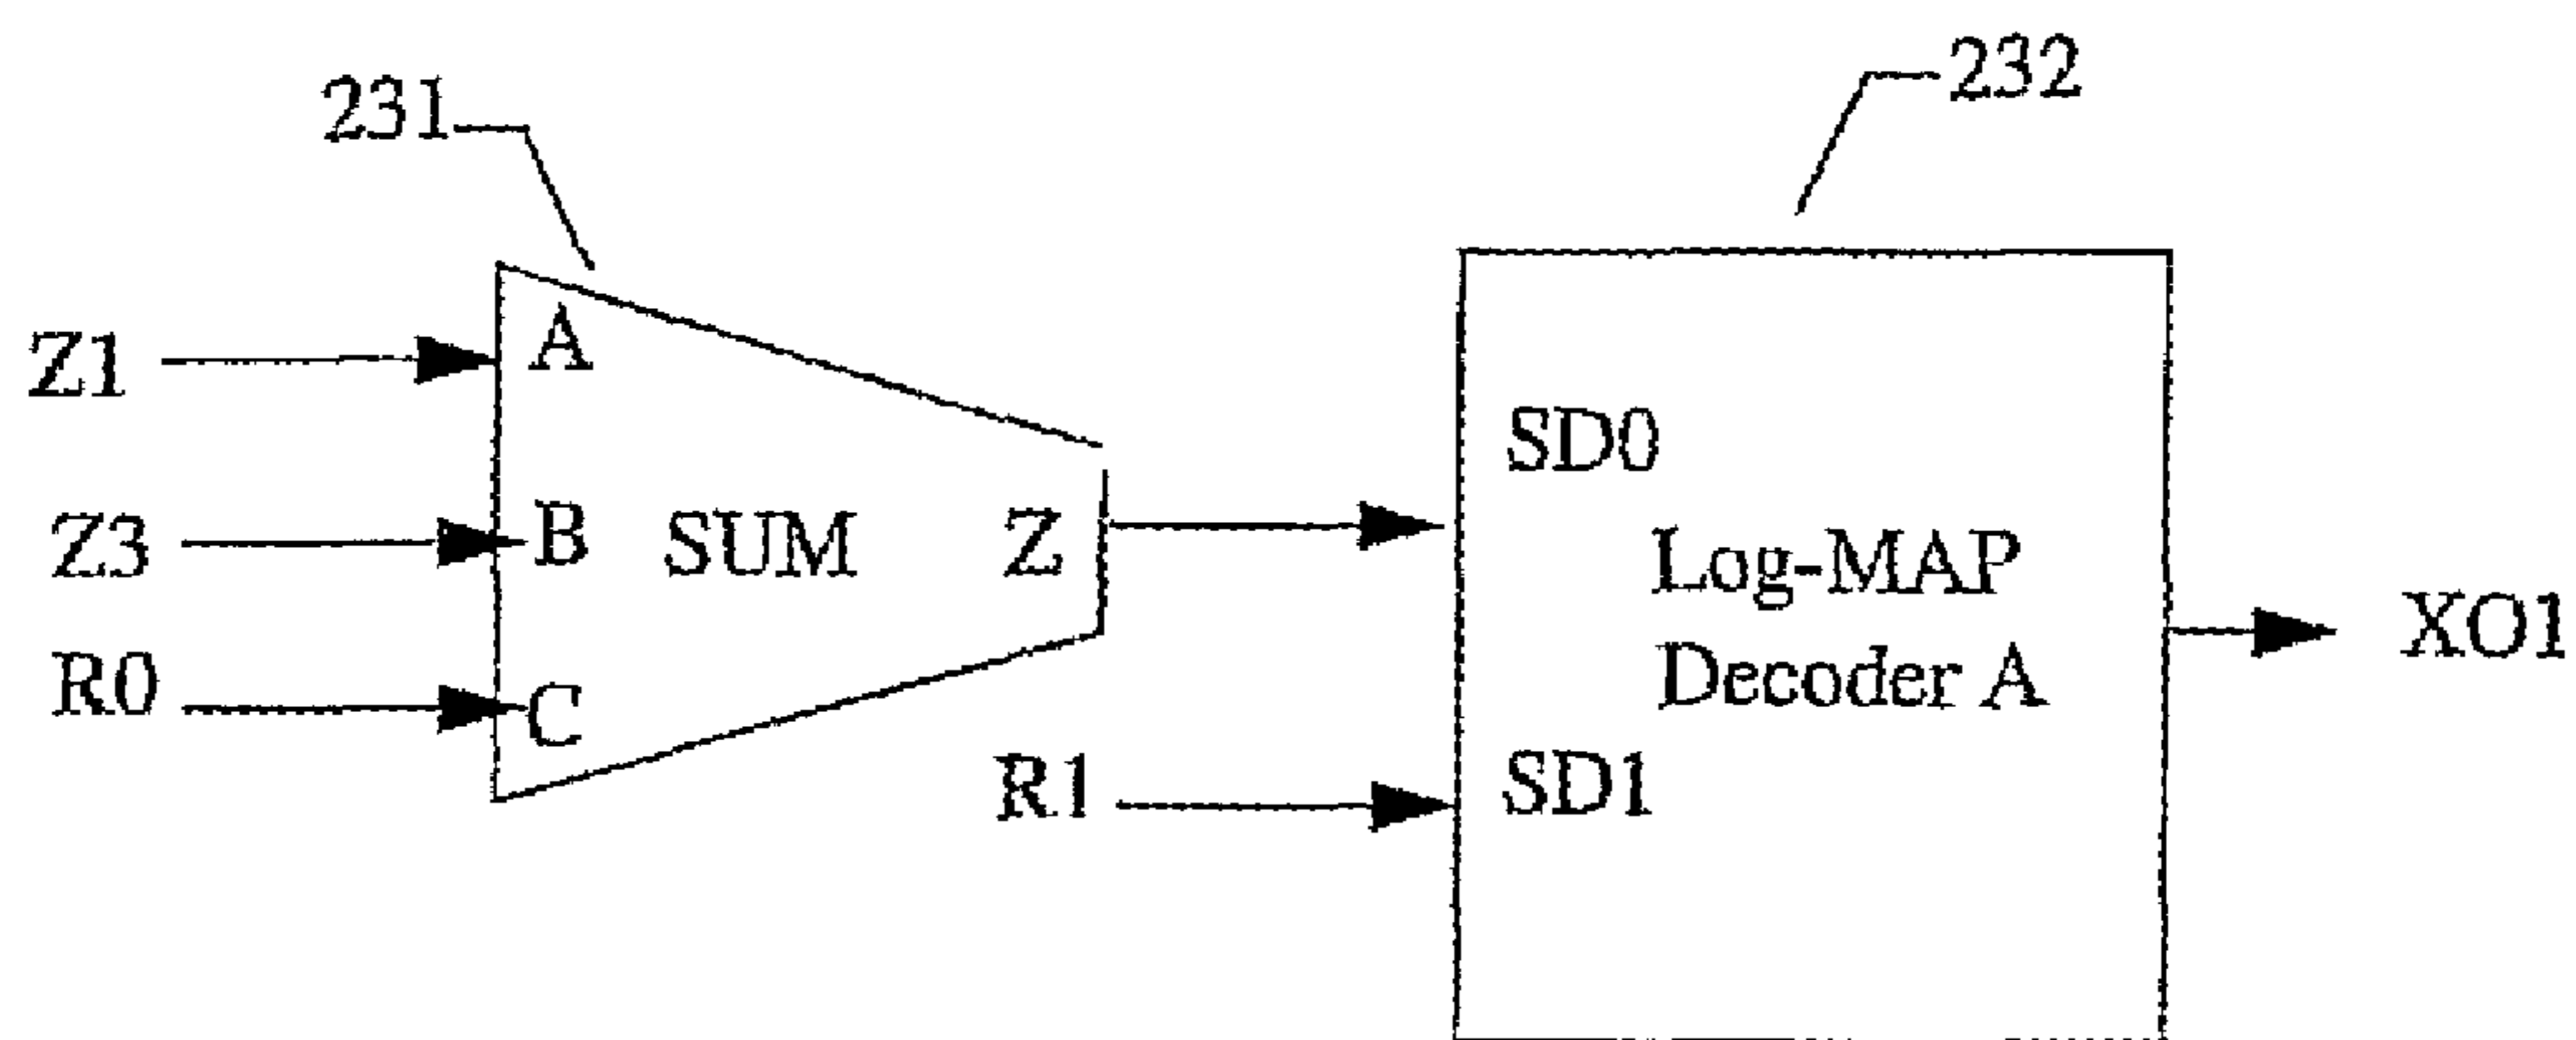 231
232
Z1
A
Z3
B
SUM
Z
R0
C
SD0
Log-MAP
Decoder A
R1
SD1
XO1